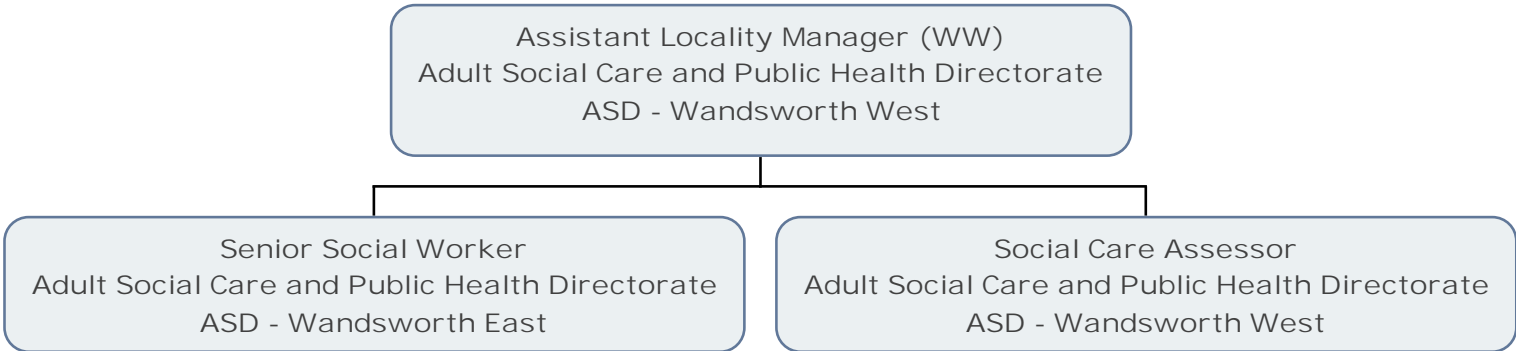 Assistant Locality Manager (WW)
Adult Social Care and Public Health Directorate
ASD - Wandsworth West
Senior Social Worker
Adult Social Care and Public Health Directorate
ASD - Wandsworth East
Social Care Assessor
Adult Social Care and Public Health Directorate
ASD - Wandsworth West